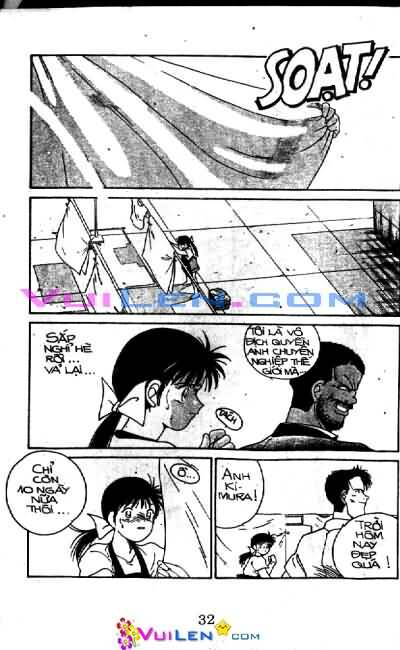 SOẠT!
VuiLen.com
SẮP
NGHỈ HÈ
RỒI...
VẢ LẠI...
TÔI LÀ VÔ
ĐỊCH QUYỀN
ANH CHUYÊN
NGHIỆP THẾ
GIỚI MÀ...
BỊCH
CHỈ
CÒN
10 NGÀY
NỮA
THÔI...
Ồ...
ANH
KI-
MURA!
TRỜI
HÔM
NAY
ĐẸP
QUÁ!
32
VuiLen.com